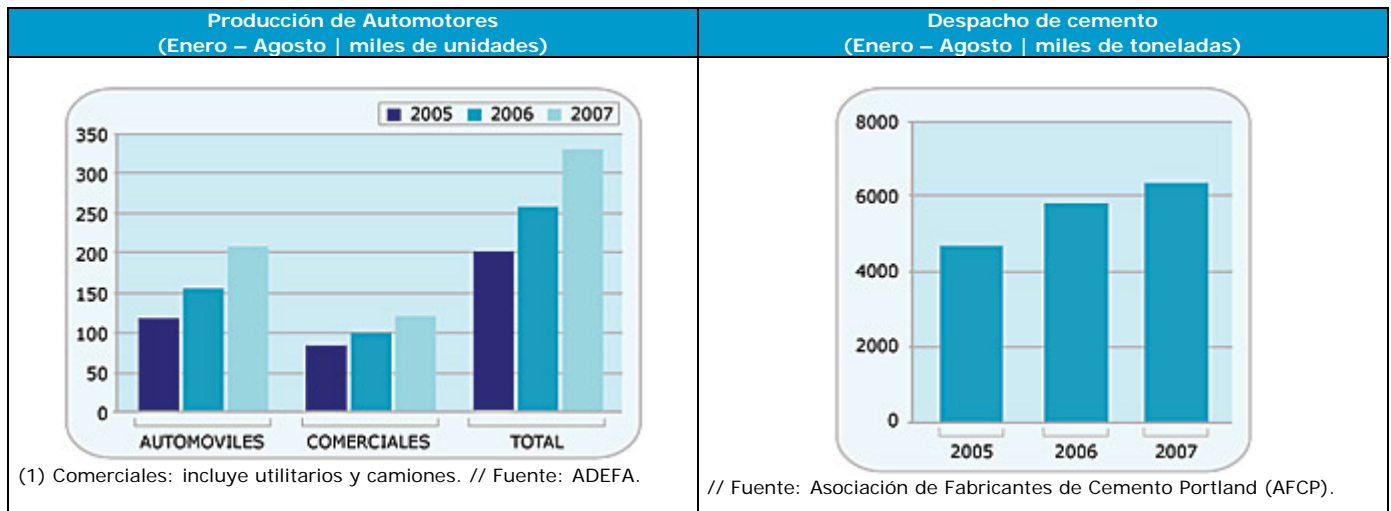 Producción de Automotores
(Enero – Agosto | miles de unidades)
2005 2006 2007
350
300
250
200
150
100
50
0
AUTOMOVILES COMERCIALES TOTAL
(1) Comerciales: incluye utilitarios y camiones. // Fuente: ADEFA.
Despacho de cemento
(Enero – Agosto | miles de toneladas)
8000
6000
4000
2000
0
2005 2006 2007
// Fuente: Asociación de Fabricantes de Cemento Portland (AFCP).